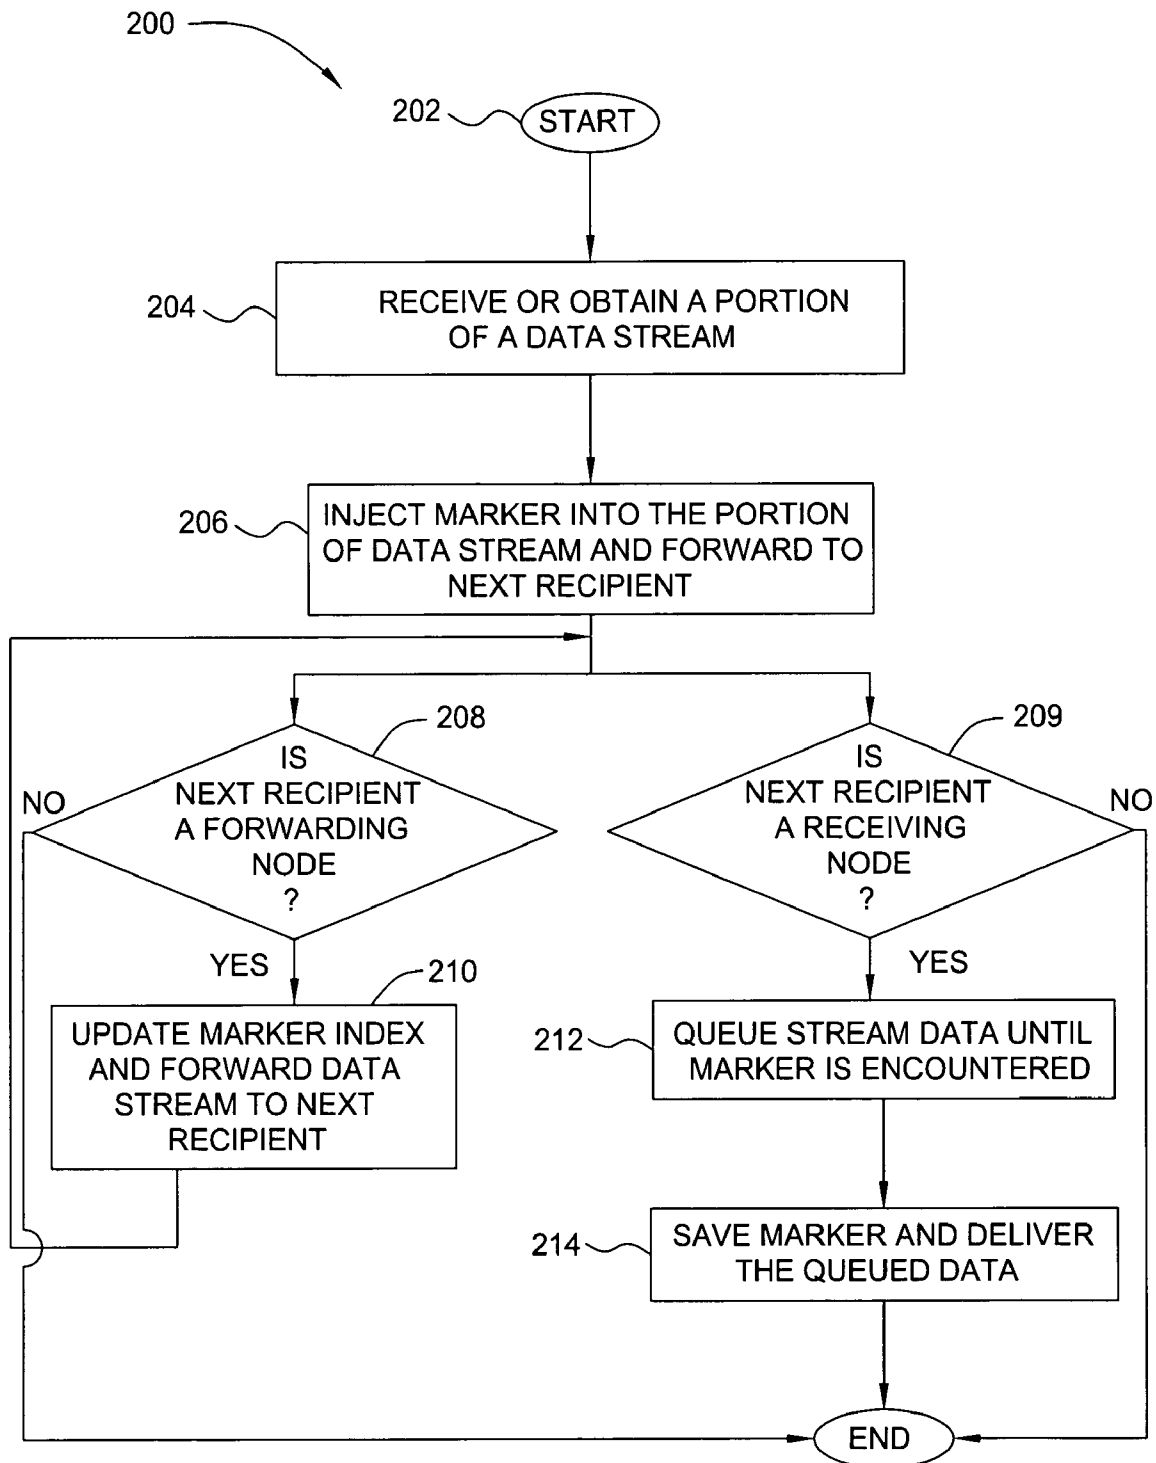 200
202
START
204
RECEIVE OR OBTAIN A PORTION
OF A DATA STREAM
206
INJECT MARKER INTO THE PORTION
OF DATA STREAM AND FORWARD TO
NEXT RECIPIENT
208
IS
NEXT RECIPIENT
A FORWARDING
NODE
?
NO
YES
209
IS
NEXT RECIPIENT
A RECEIVING
NODE
?
NO
YES
210
UPDATE MARKER INDEX
AND FORWARD DATA
STREAM TO NEXT
RECIPIENT
212
QUEUE STREAM DATA UNTIL
MARKER IS ENCOUNTERED
214
SAVE MARKER AND DELIVER
THE QUEUED DATA
END